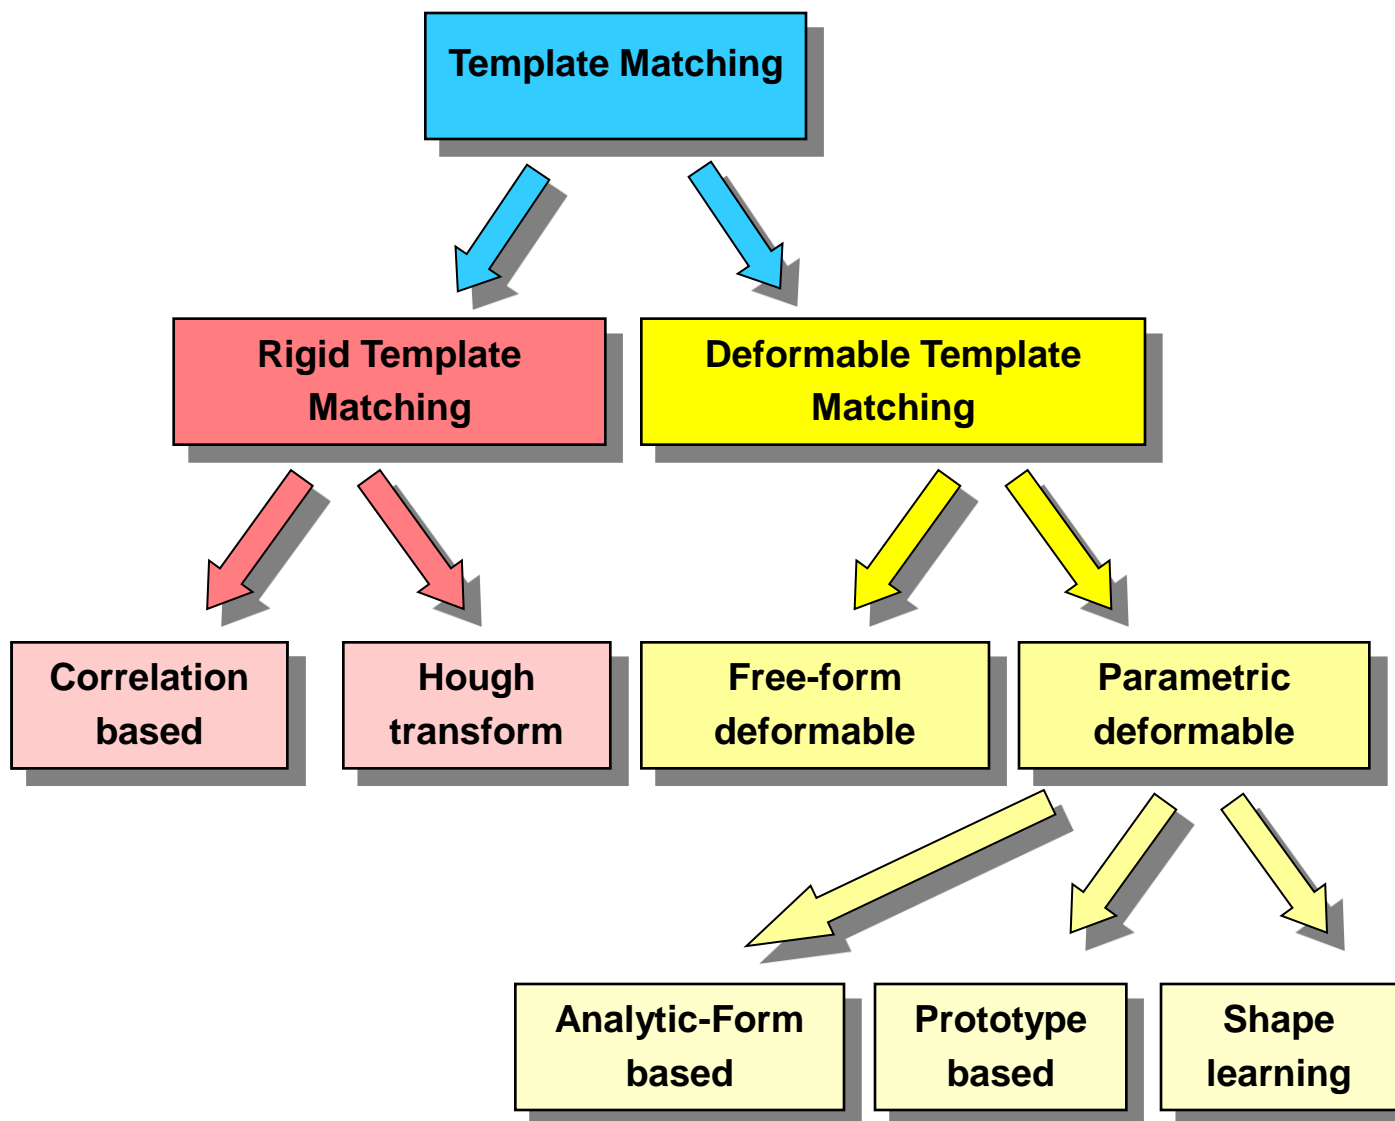 Template Matching
Rigid Template
Matching
Deformable Template
Matching
Correlation
based
Hough
transform
Free-form
deformable
Parametric
deformable
Analytic-Form
based
Prototype
based
Shape
learning